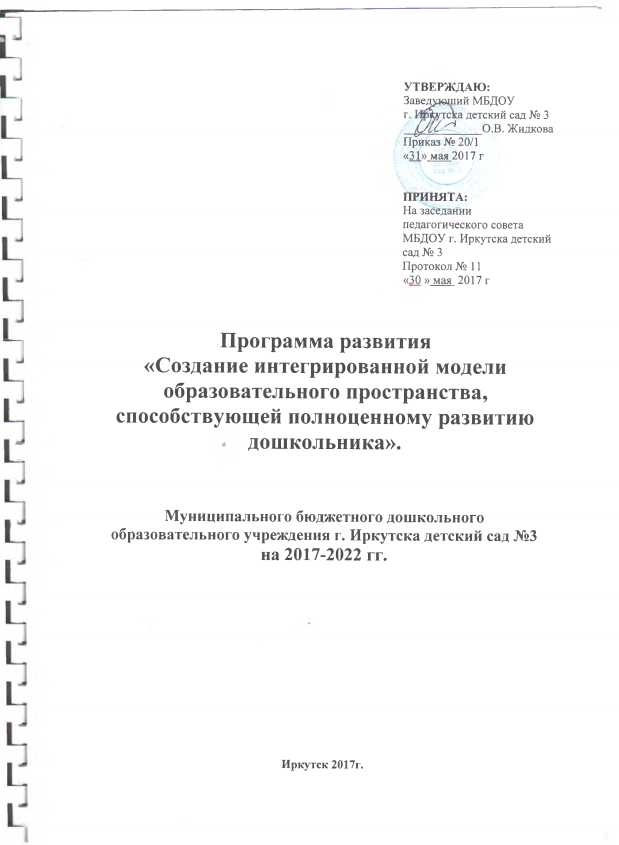 УТВЕРЖДАЮ:
Заведующий МБДОУ
г. Иркутска детский сад № 3
_____________О.В. Жидкова
Приказ № 20/1
«31» мая 2017 г
ПРИНЯТА:
На заседании
педагогического совета
МБДОУ г. Иркутска детский
сад № 3
Протокол № 11
«30 » мая 2017 г
Программа развития
«Создание интегрированной модели
образовательного пространства,
способствующей полноценному развитию
дошкольника».
Муниципального бюджетного дошкольного
образовательного учреждения г. Иркутска детский сад №3
на 2017-2022 гг.
Иркутск 2017г.